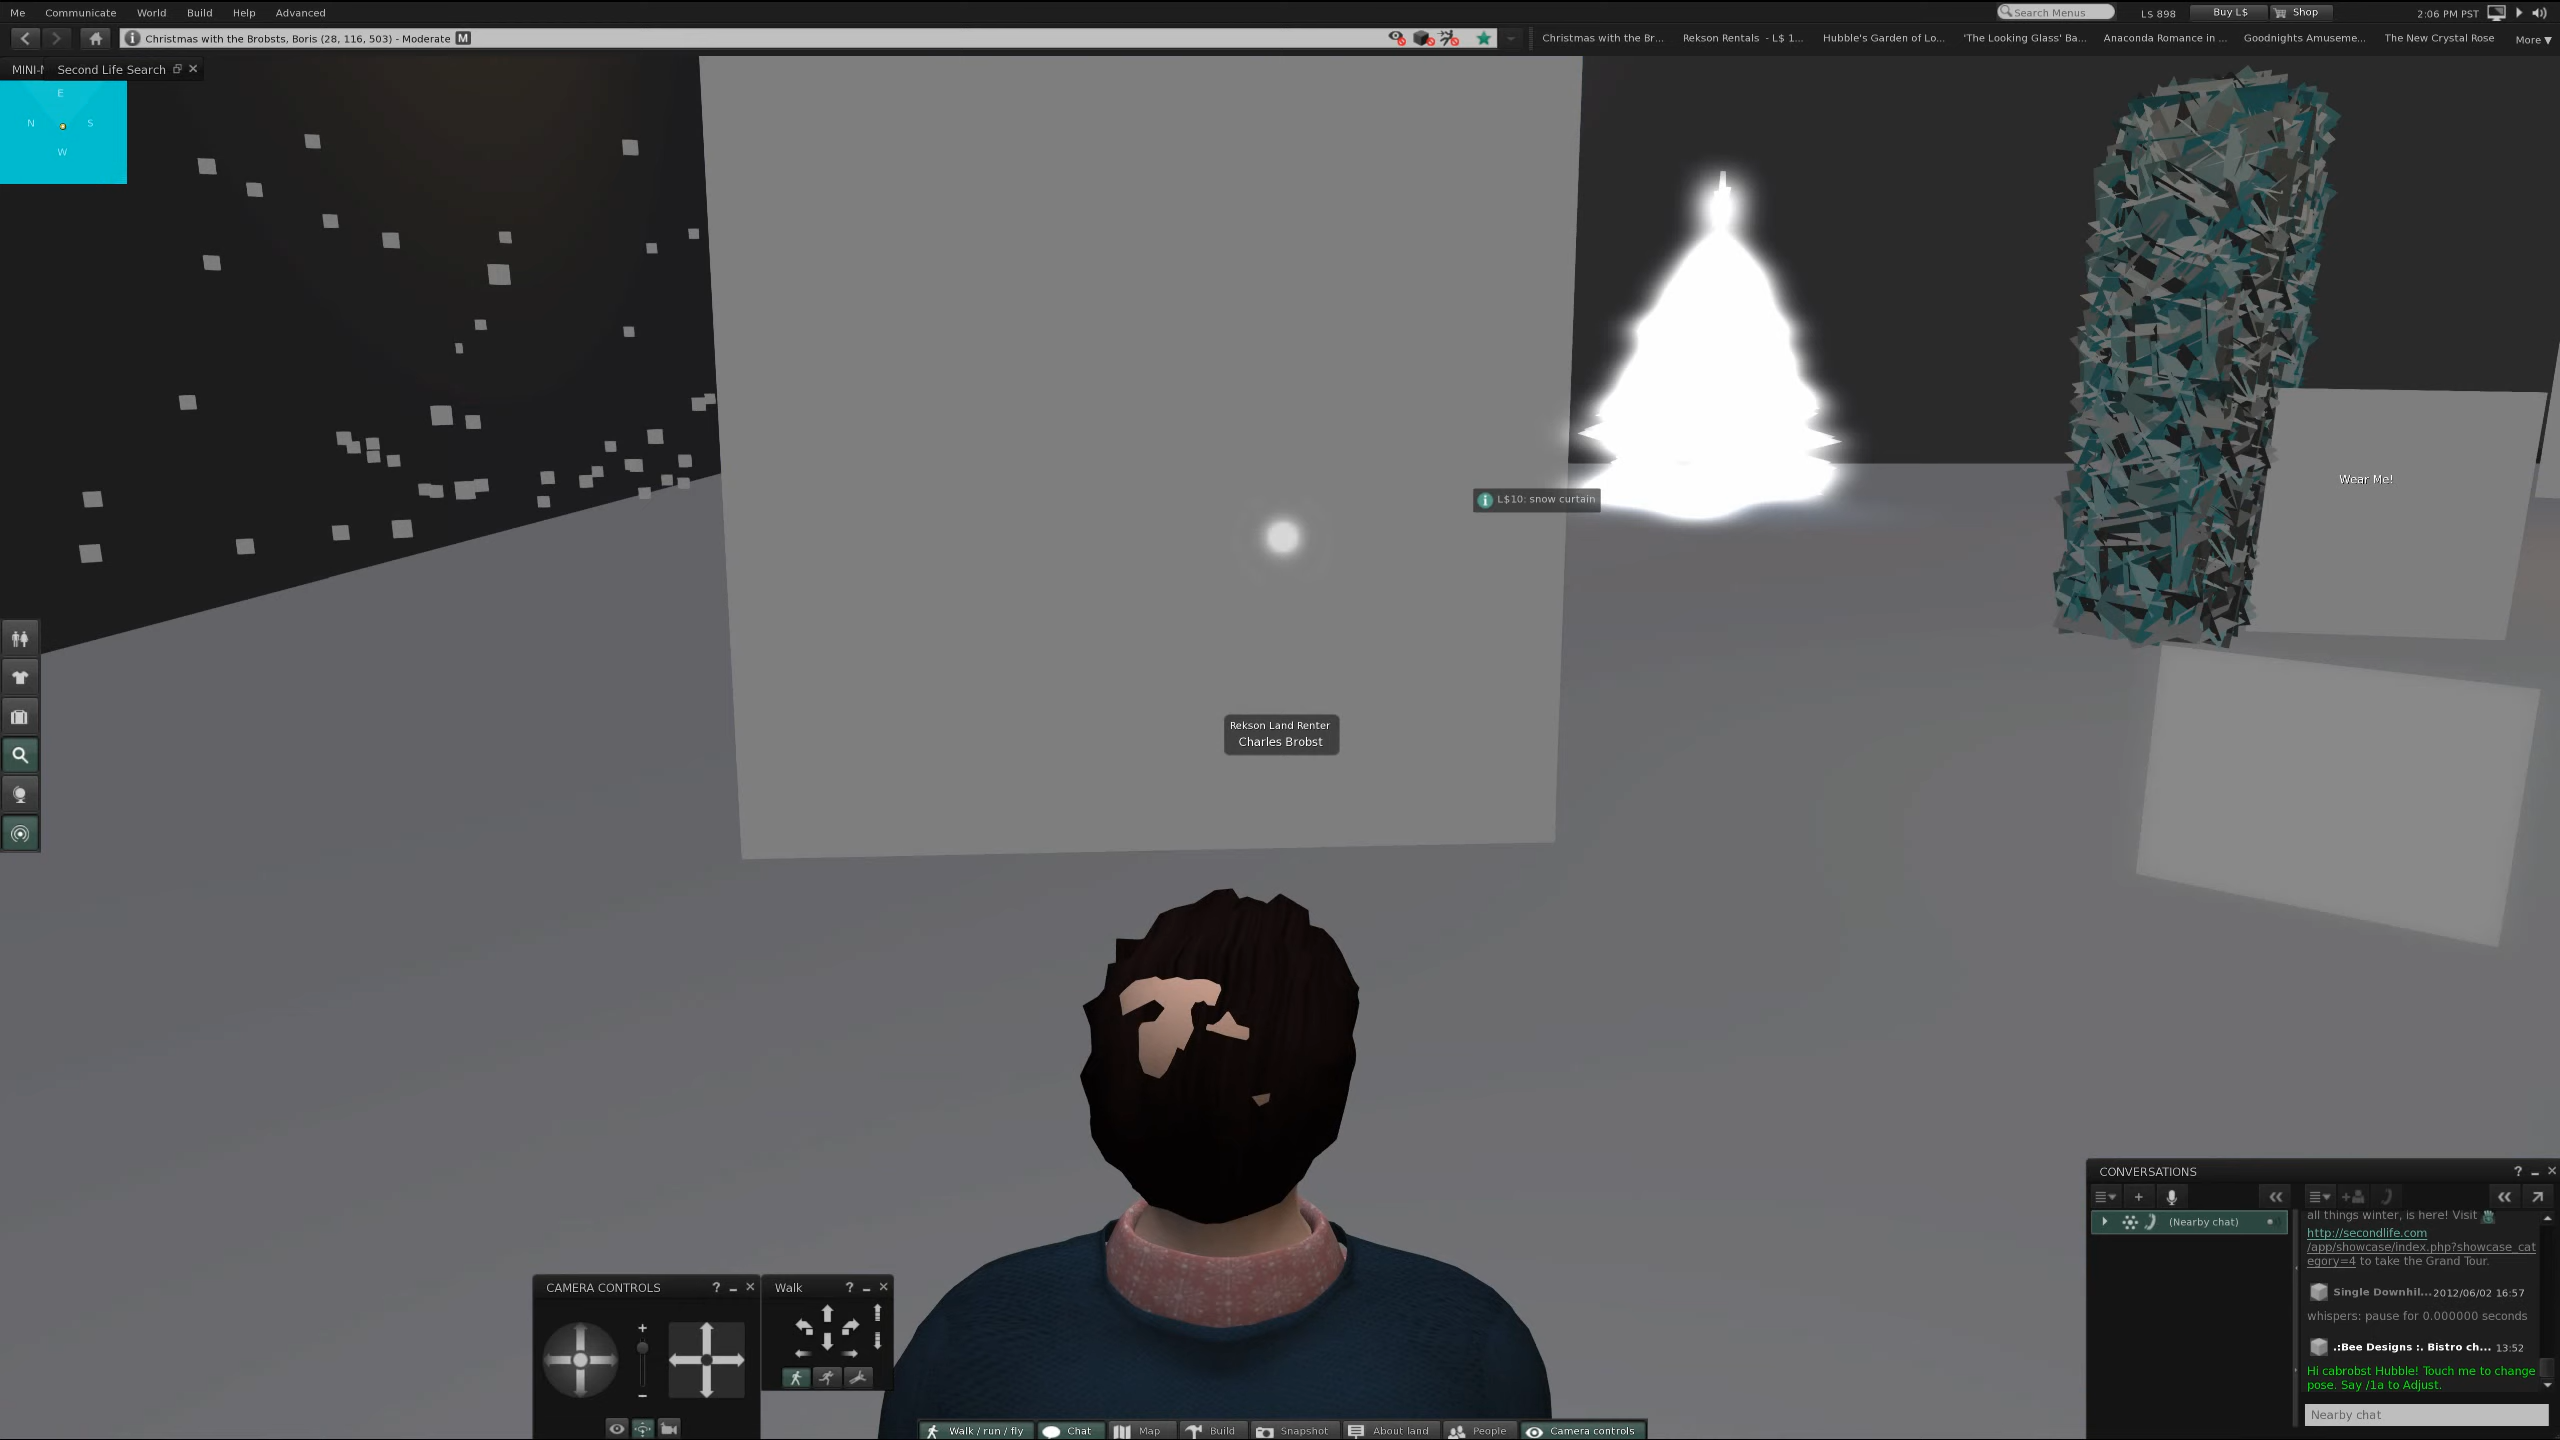 Me Communicate World Build Help Advanced
Search Menus L$ 898 Buy L$ Shop 2:06 PM PST
Christmas with the Brobsts, Boris (28, 116, 503) - Moderate M
Christmas with the Br... Rekson Rentals - L$ 1... Hubble's Garden of Lo... 'The Looking Glass' Ba... Anaconda Romance in ... Goodnights Amuseme... The New Crystal Rose More
Second Life Search
E
N S
W
Wear Me!
L$10: snow curtain
Rekson Land Renter
Charles Brobst
CONVERSATIONS ?
(Nearby chat)
all things winter, is here! Visit
http://secondlife.com
/app/showcase/index.php?showcase_cat
egory=4 to take the Grand Tour.
Single Downhil... 2012/06/02 16:57
whispers: pause for 0.000000 seconds
.:Bee Designs :. Bistro ch... 13:52
Hi cabrobst Hubble! Touch me to change
pose. Say /1a to Adjust.
Nearby chat
CAMERA CONTROLS ?
Walk ?
Walk / run / fly Chat Map Build Snapshot About land People Camera controls